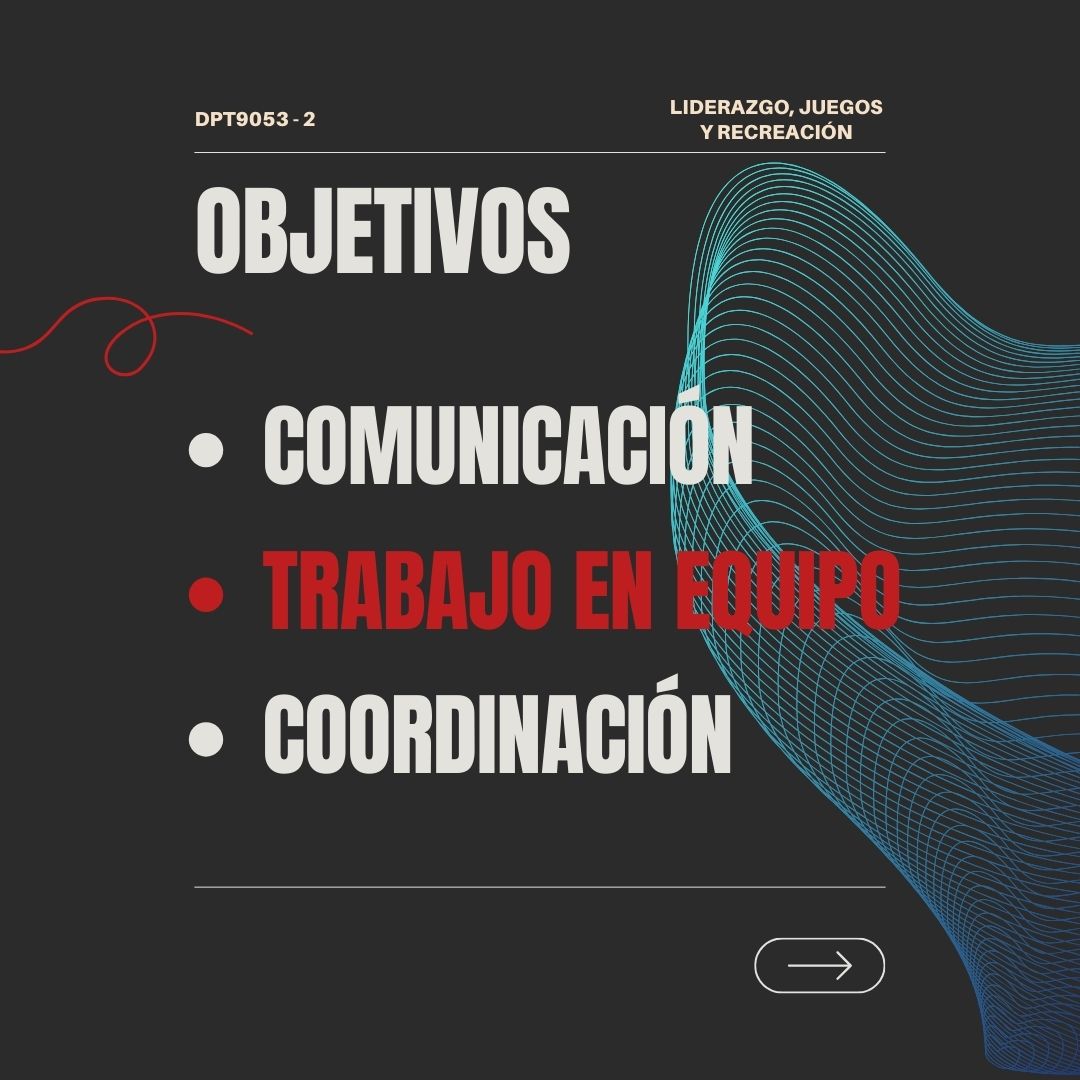 DPT9053 - 2
LIDERAZGO, JUEGOS
Y RECREACIÓN
OBJETIVOS
• COMUNICACIÓN
• TRABAJO EN EQUIPO
• COORDINACIÓN